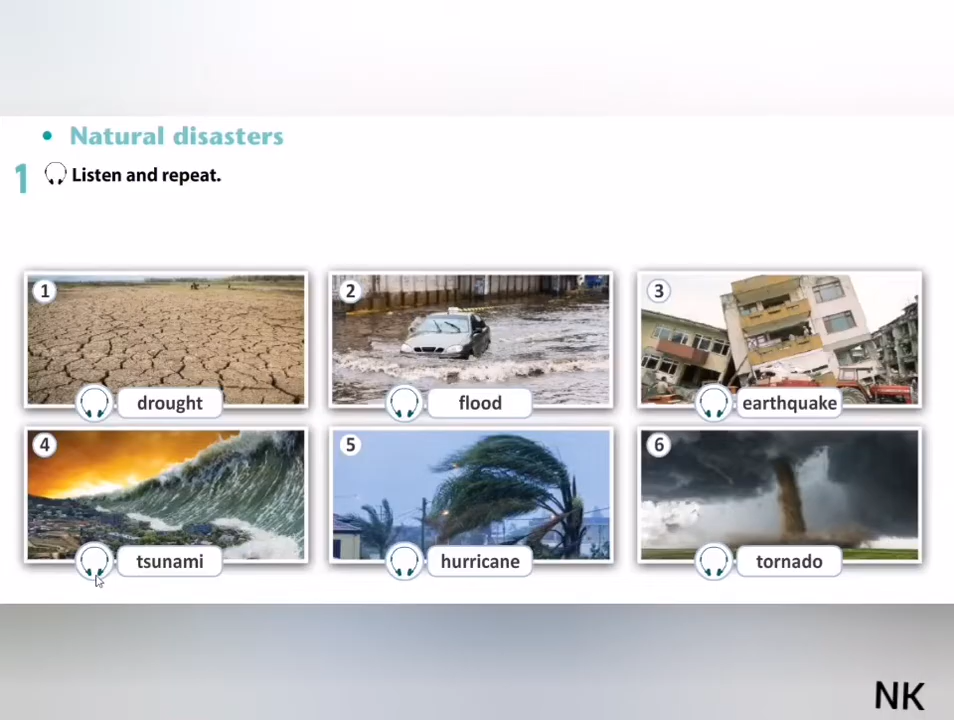 • Natural disasters
1 Listen and repeat.
1
2
3
drought
flood
earthquake
4
5
6
tsunami
hurricane
tornado
NK